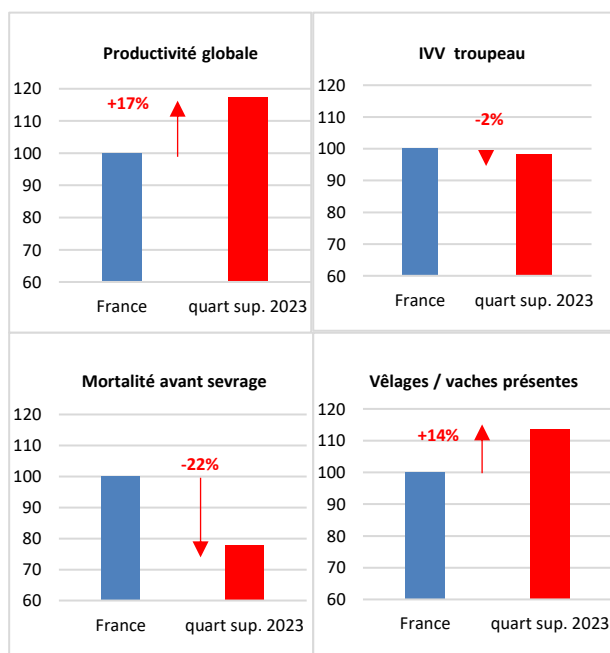 Productivité globale
120
110
100
90
80
70
60
+17%
France
quart sup. 2023
IVV troupeau
120
110
100
90
80
70
60
-2%
France
quart sup. 2023
Mortalité avant sevrage
120
110
100
90
80
70
60
-22%
France
quart sup. 2023
Vêlages / vaches présentes
120
110
100
90
80
70
60
+14%
France
quart sup. 2023